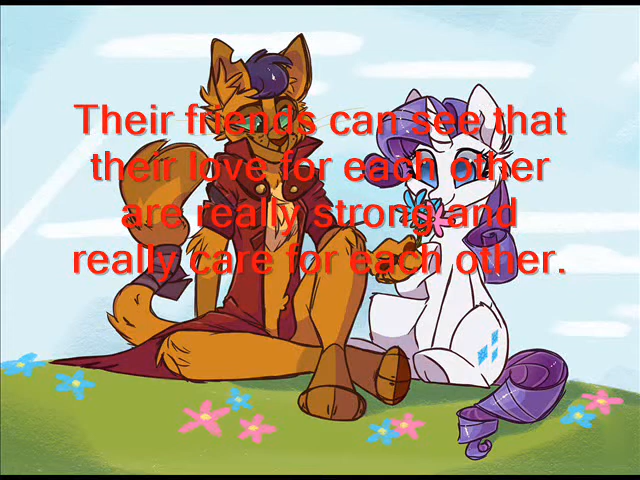 Their friends can see that
their love for each other
are really strong and
really care for each other.